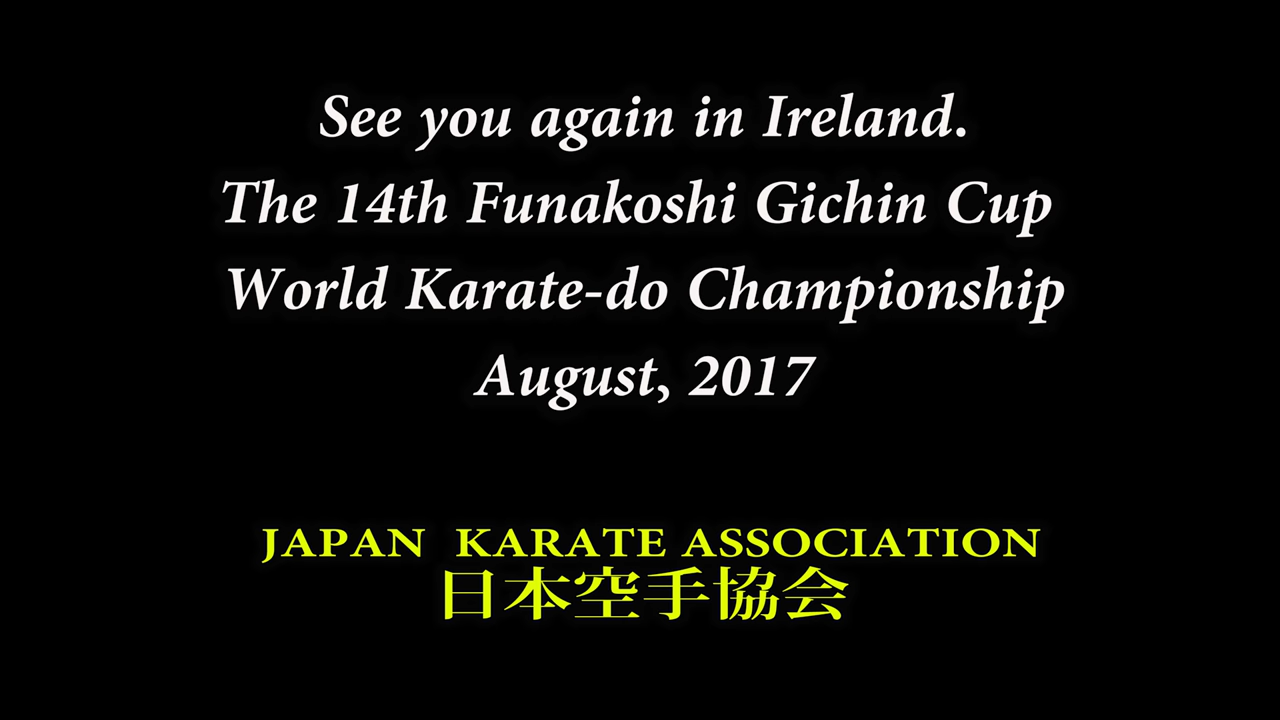 See you again in Ireland.
The 14th Funakoshi Gichin Cup
World Karate-do Championship
August, 2017
JAPAN KARATE ASSOCIATION
日本空手協会